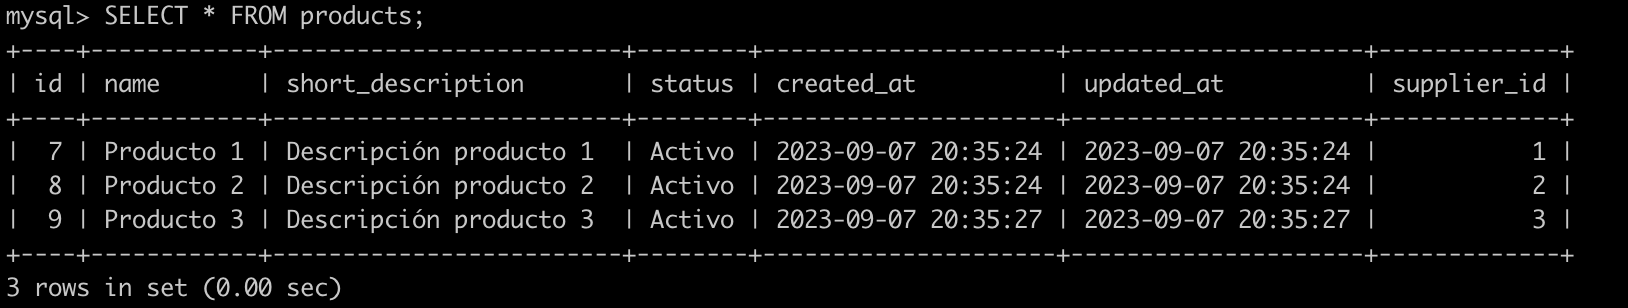 mysql> SELECT * FROM products;
+----+------------+-------------------------+--------+---------------------+---------------------+-------------+
| id | name       | short_description       | status | created_at          | updated_at          | supplier_id |
+----+------------+-------------------------+--------+---------------------+---------------------+-------------+
|  7 | Producto 1 | Descripción producto 1  | Activo | 2023-09-07 20:35:24 | 2023-09-07 20:35:24 |           1 |
|  8 | Producto 2 | Descripción producto 2  | Activo | 2023-09-07 20:35:24 | 2023-09-07 20:35:24 |           2 |
|  9 | Producto 3 | Descripción producto 3  | Activo | 2023-09-07 20:35:27 | 2023-09-07 20:35:27 |           3 |
+----+------------+-------------------------+--------+---------------------+---------------------+-------------+
3 rows in set (0.00 sec)